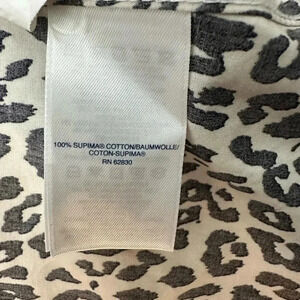 100% SUPIMA® COTTON/BAUMWOLLE/
COTON-SUPIMA®
RN 62830